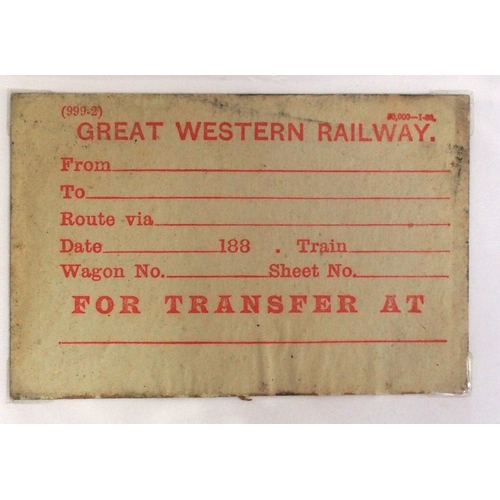 (999-2)
GREAT WESTERN RAILWAY.
From
To
Route via
Date 188 . Train
Wagon No. Sheet No.
FOR TRANSFER AT